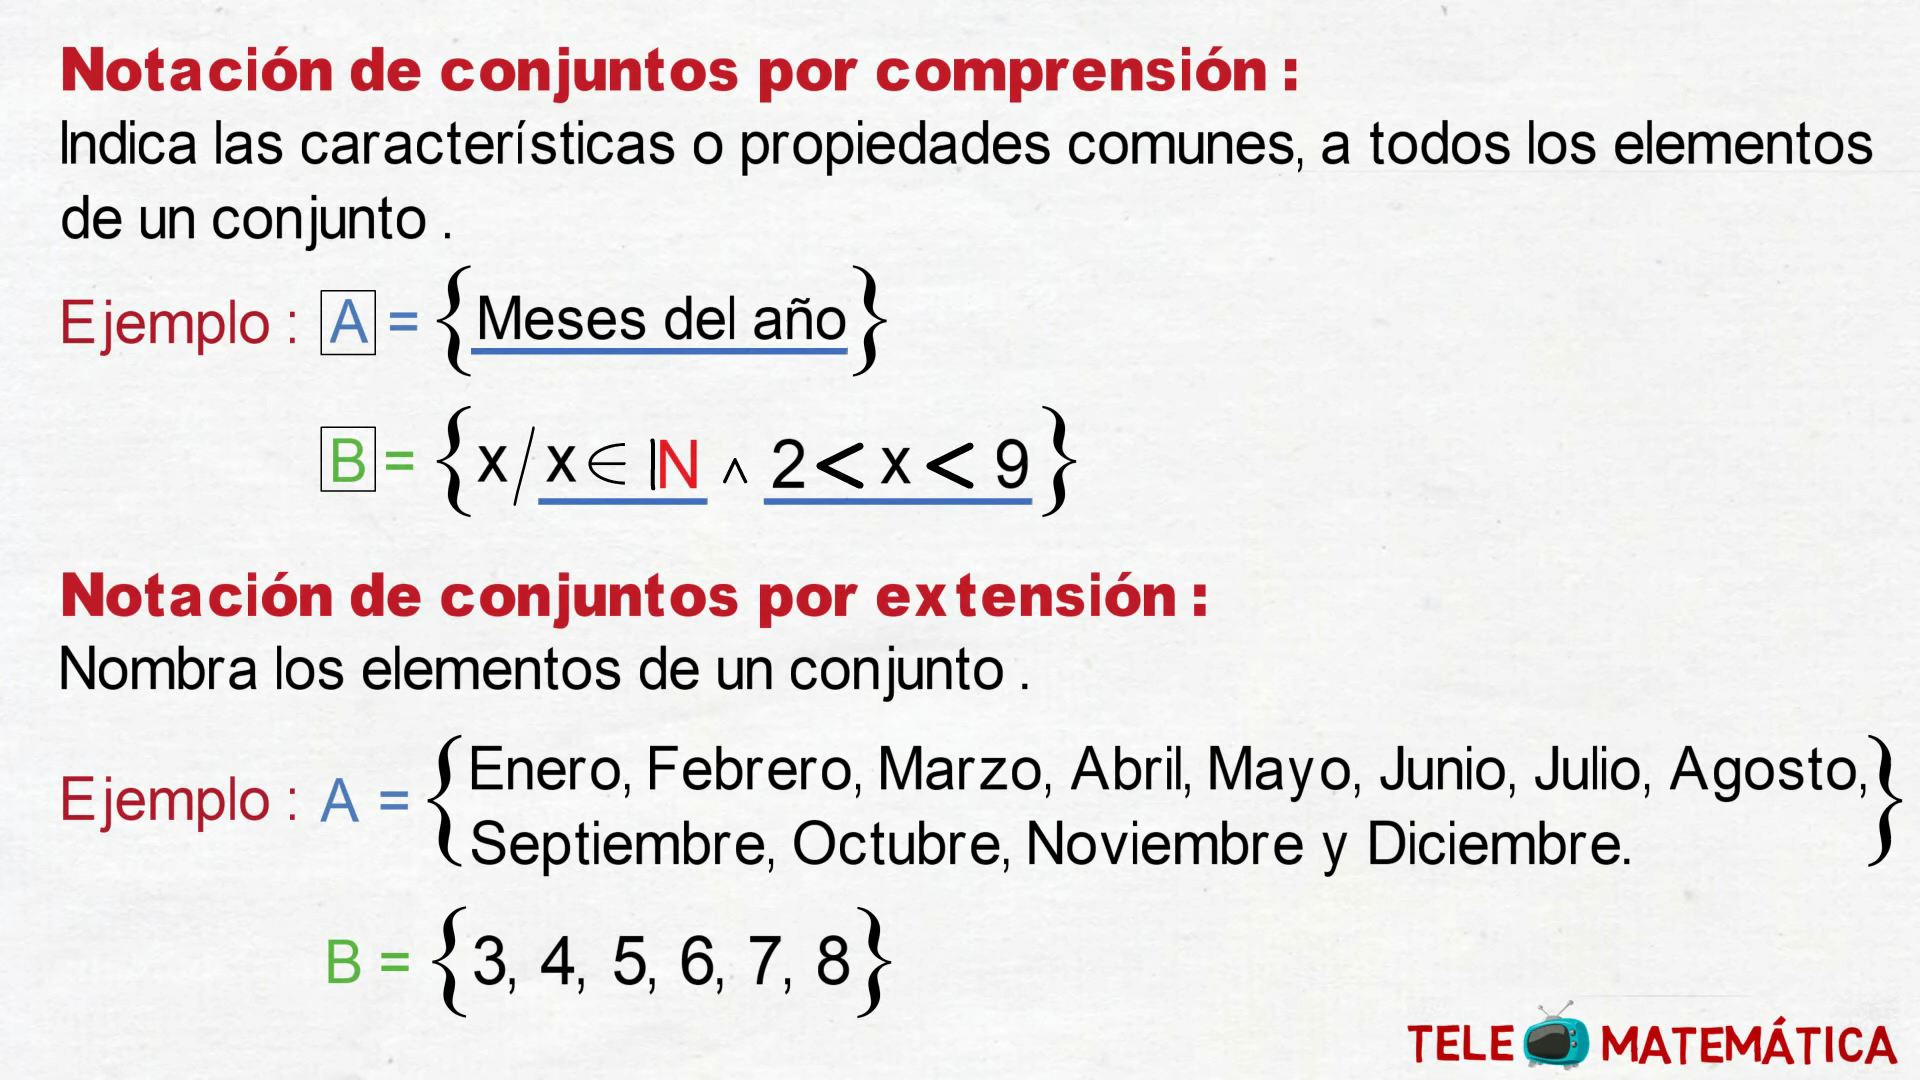 Notación de conjuntos por comprensión :
Indica las características o propiedades comunes, a todos los elementos
de un conjunto .
Ejemplo : A = {Meses del año}
B = {x/x ∈ ℕ ∧ 2 < x < 9}
Notación de conjuntos por extensión :
Nombra los elementos de un conjunto .
Ejemplo : A = {Enero, Febrero, Marzo, Abril, Mayo, Junio, Julio, Agosto,
Septiembre, Octubre, Noviembre y Diciembre.}
B = {3, 4, 5, 6, 7, 8}
TELE MATEMÁTICA